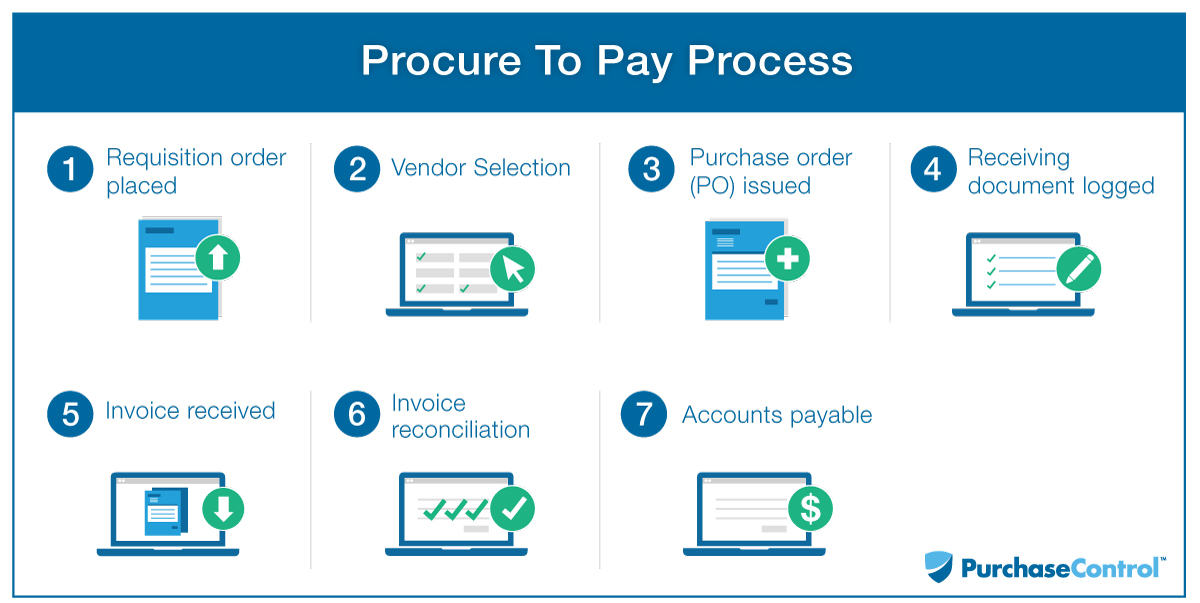 Procure To Pay Process
1
Requisition order
placed
2
Vendor Selection
3
Purchase order
(PO) issued
4
Receiving
document logged
5
Invoice received
6
Invoice
reconciliation
7
Accounts payable
$
PurchaseControl™